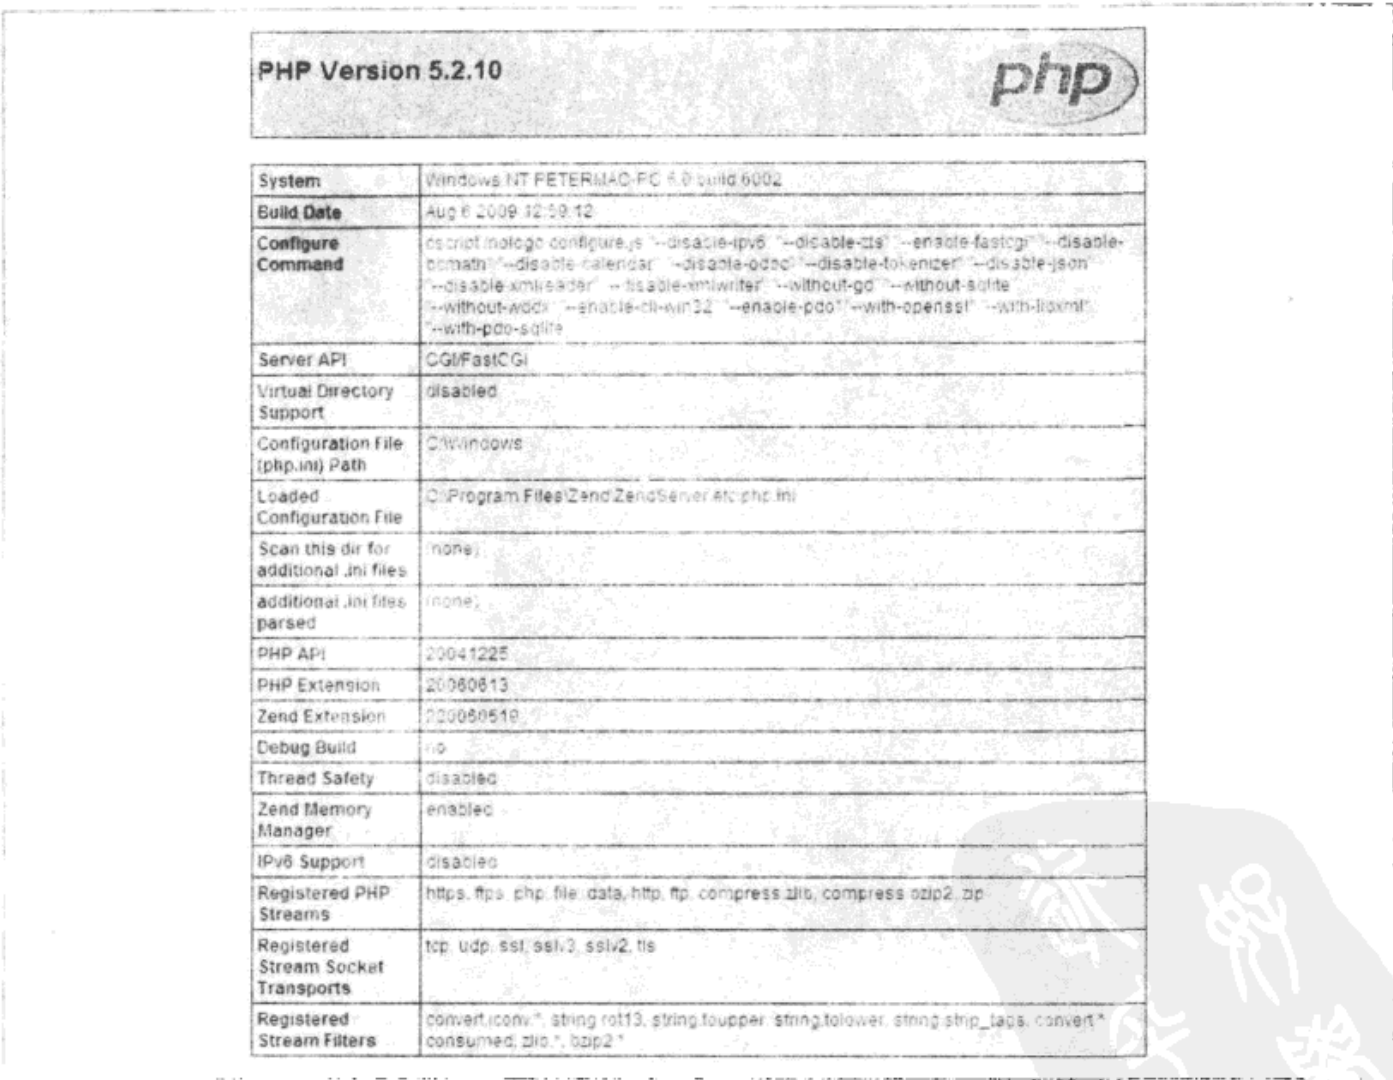 PHP Version 5.2.10
php
System
Windows NT PETERMAC-PC 6.0 build 6002
Build Date
Aug 6 2009 12:59:12
Configure
Command
cscript /nologo configure.js "--disable-ipv6" "--disable-zts" "--enable-fastcgi" "--disable-
bcmath" "--disable-calendar" "--disable-odbc" "--disable-tokenizer" "--disable-json"
"--disable-xmlreader" "--disable-xmlwriter" "--without-gd" "--without-sqlite"
"--without-wddx" "--enable-cli-win32" "--enable-pdo" "--with-openssl" "--with-libxml"
"--with-pdo-sqlite
Server API
CGI/FastCGI
Virtual Directory
Support
disabled
Configuration File
(php.ini) Path
C:\Windows
Loaded
Configuration File
C:\Program Files\Zend\ZendServer\etc\php.ini
Scan this dir for
additional .ini files
(none)
additional .ini files
parsed
(none)
PHP API
20041225
PHP Extension
20060613
Zend Extension
220060519
Debug Build
no
Thread Safety
disabled
Zend Memory
Manager
enabled
IPv6 Support
disabled
Registered PHP
Streams
https, ftps, php, file, data, http, ftp, compress.zlib, compress.bzip2, zip
Registered
Stream Socket
Transports
tcp, udp, ssl, sslv3, sslv2, tls
Registered
Stream Filters
convert.iconv.*, string.rot13, string.toupper, string.tolower, string.strip_tags, convert.*,
consumed, zlib.*, bzip2.*